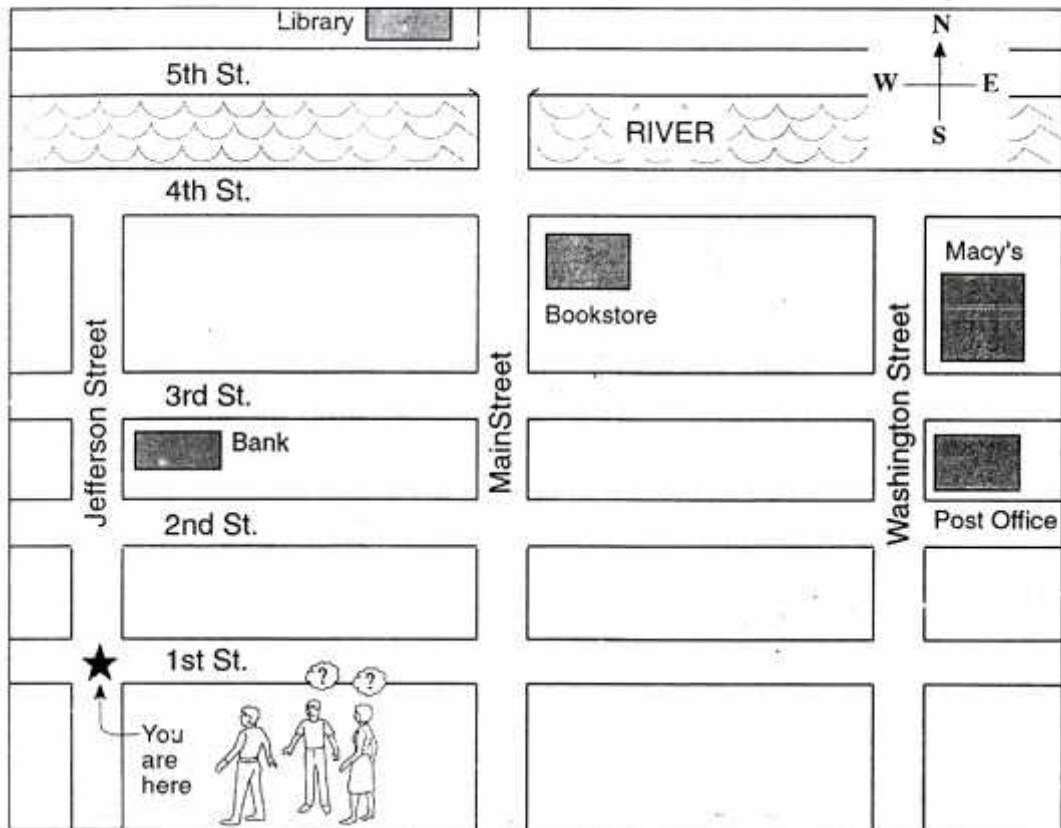 Library
N
5th St.
W
E
RIVER
S
4th St.
Macy's
Bookstore
Jefferson Street
3rd St.
MainStreet
Washington Street
Bank
2nd St.
Post Office
1st St.
? ?
You
are
here